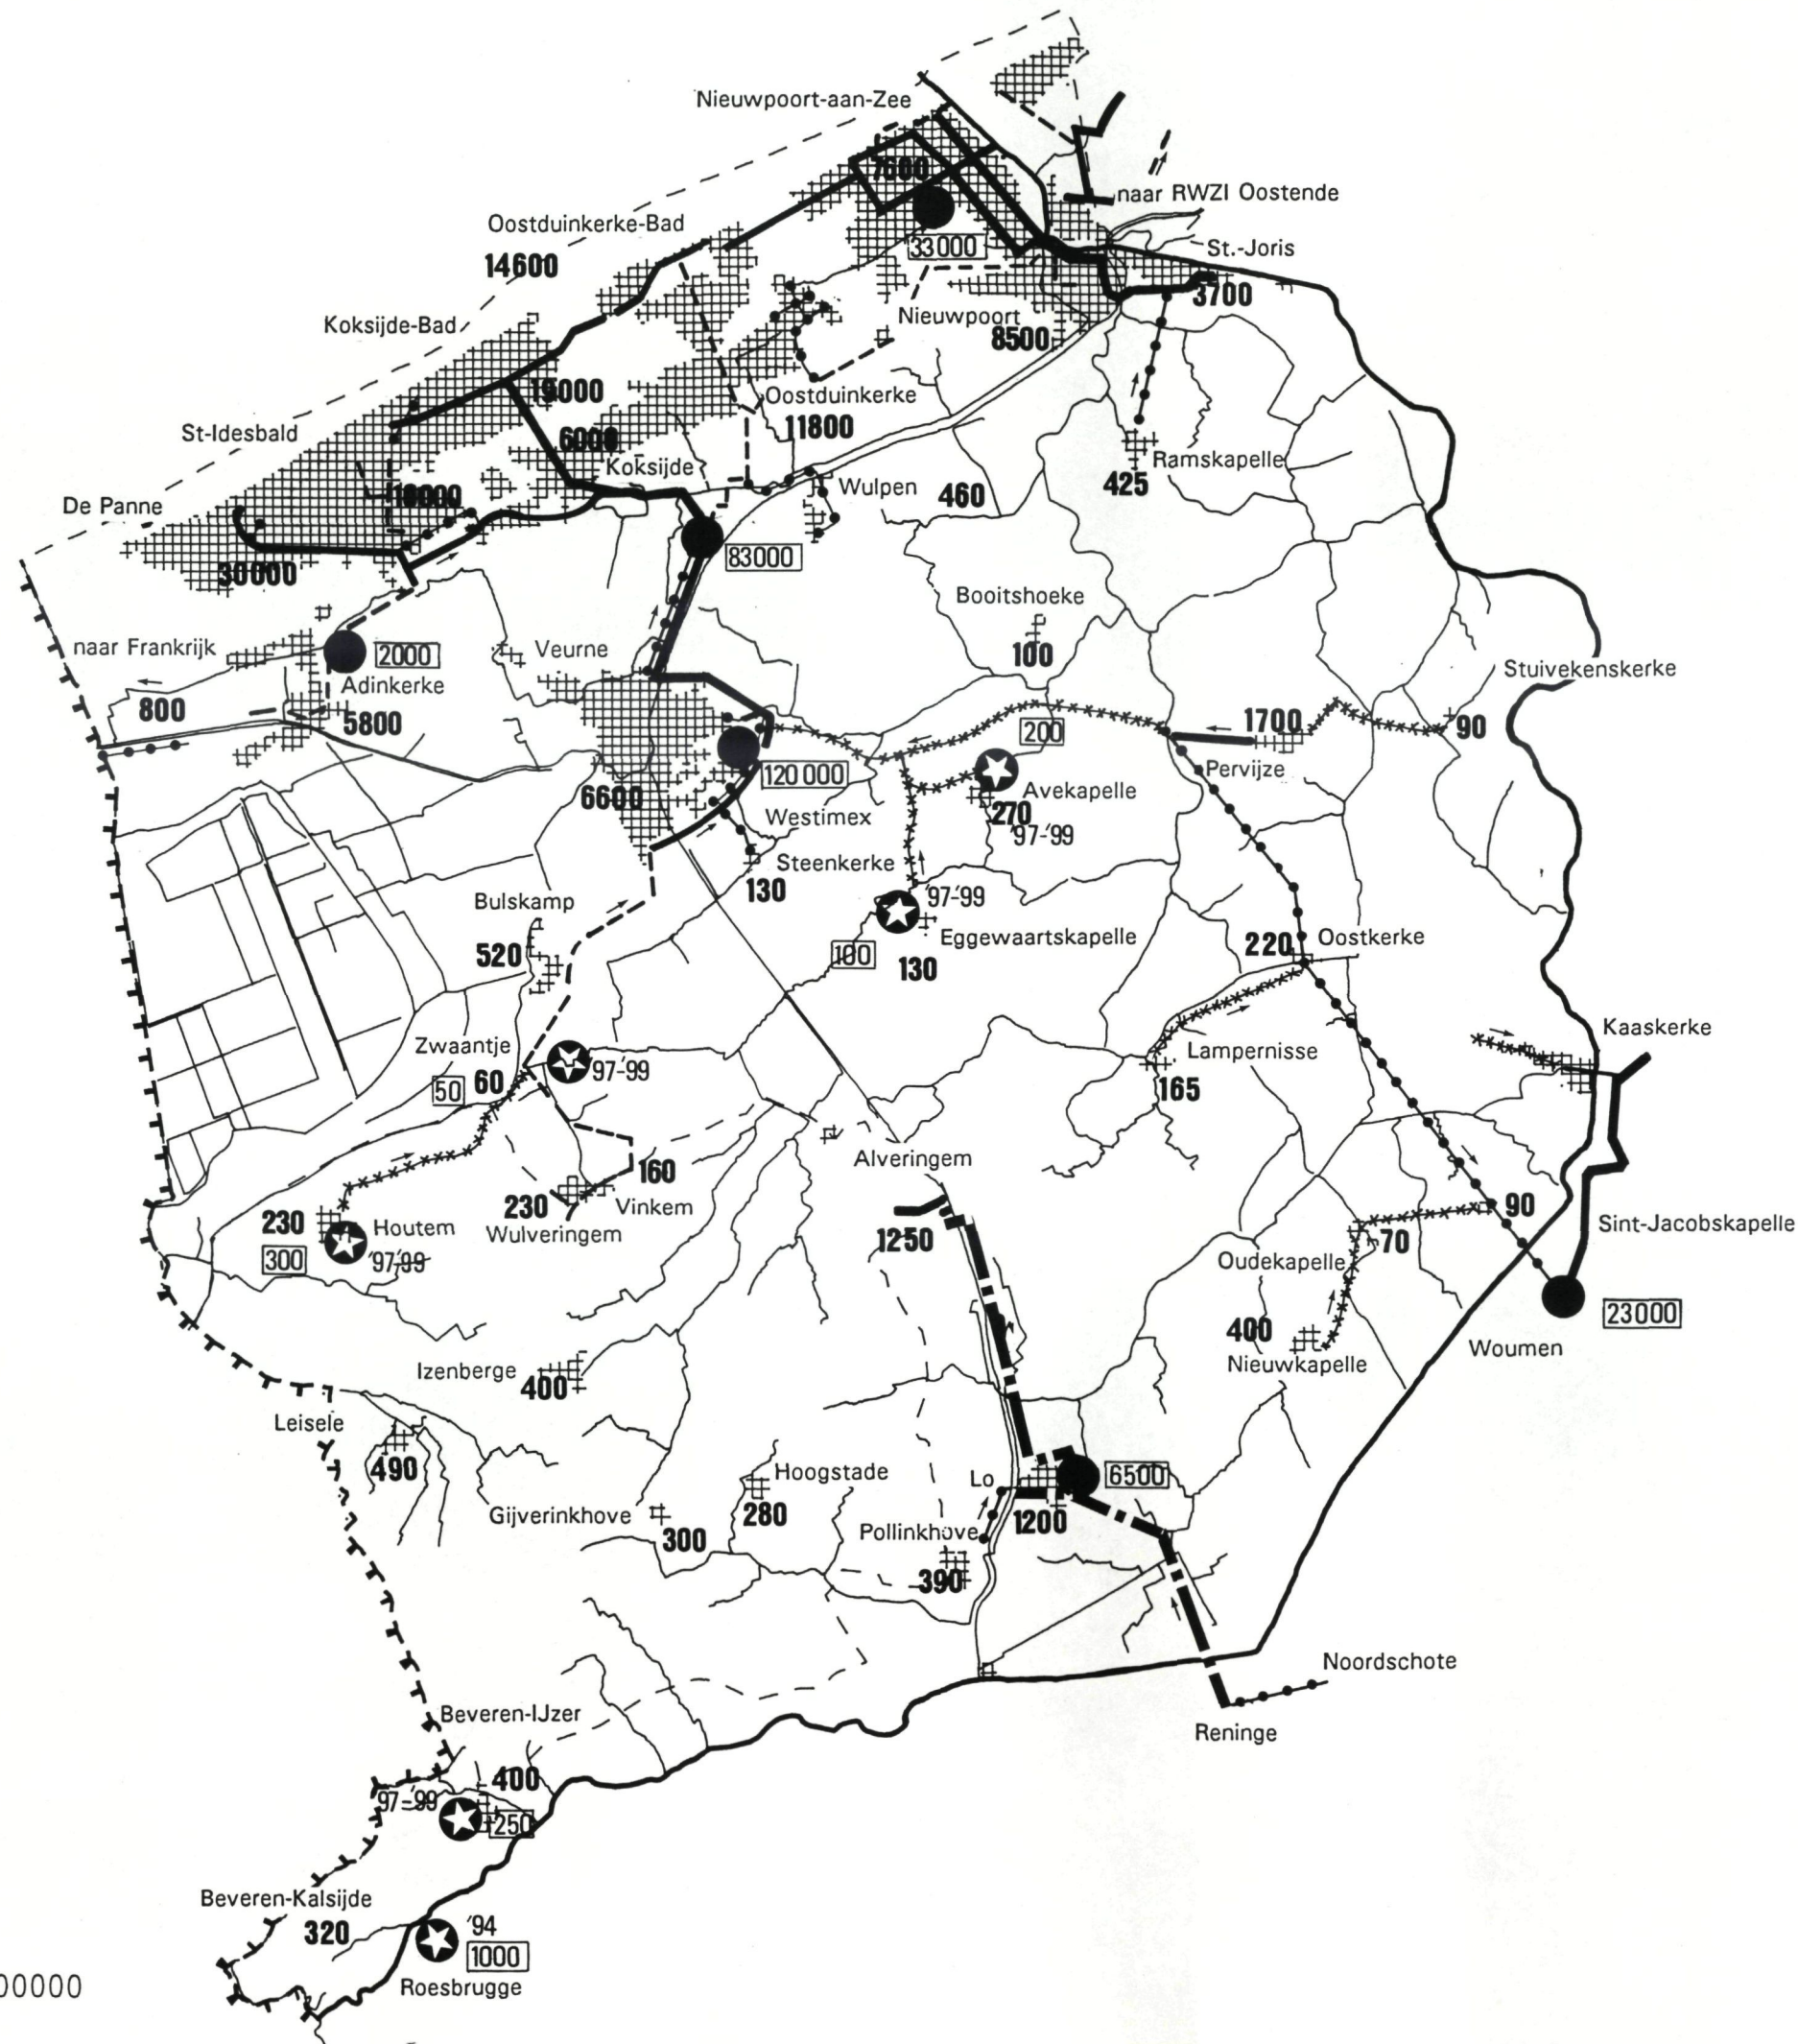 Nieuwpoort-aan-Zee
7600
naar RWZI Oostende
Oostduinkerke-Bad
33000
St.-Joris
14600
3700
Koksijde-Bad
Nieuwpoort
8500
19000
Oostduinkerke
11800
St-Idesbald
6000
Koksijde
Ramskapelle
425
De Panne
18000
Wulpen
460
30000
83000
Booitshoeke
100
naar Frankrijk
2000
Veurne
Stuivekenskerke
Adinkerke
800
5800
200
1700
90
Pervijze
120 000
6600
Avekapelle
270
'97-'99
Westimex
Steenkerke
130
Bulskamp
520
'97-'99
Eggewaartskapelle
100
130
220
Oostkerke
Kaaskerke
Zwaantje
50
60
'97-'99
Lampernisse
165
Alveringem
160
230
Vinkem
Wulveringem
230
Houtem
300
'97-'99
1250
90
Sint-Jacobskapelle
70
Oudekapelle
400
Nieuwkapelle
23000
Woumen
Izenberge
400
Leisele
490
Hoogstade
280
Lo
6500
1200
Gijverinkhove
300
Pollinkhove
390
Noordschote
Reninge
Beveren-IJzer
400
'97-'99
250
Beveren-Kalsijde
320
'94
1000
Roesbrugge
00000